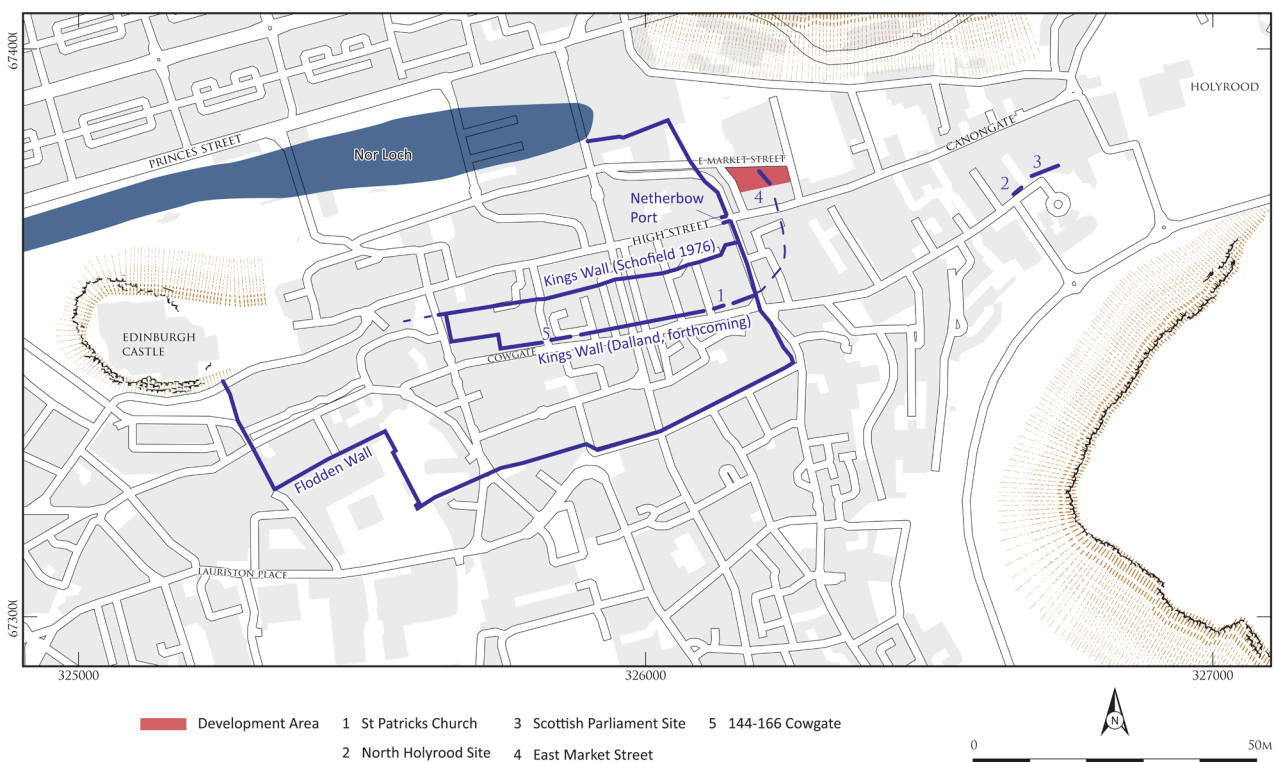 67400
HOLYROOD
PRINCES STREET
CANONGATE
Nor Loch
E MARKET STREET
3
2
4
Netherbow
Port
HIGH STREET
Kings Wall (Schofield 1976)
1
5
EDINBURGH
CASTLE
COWGATE
Kings Wall (Dalland, forthcoming)
Flodden Wall
LAURISTON PLACE
67300
325000
326000
327000
Development Area
1 St Patricks Church
3 Scottish Parliament Site
5 144-166 Cowgate
2 North Holyrood Site
4 East Market Street
N
0
50M